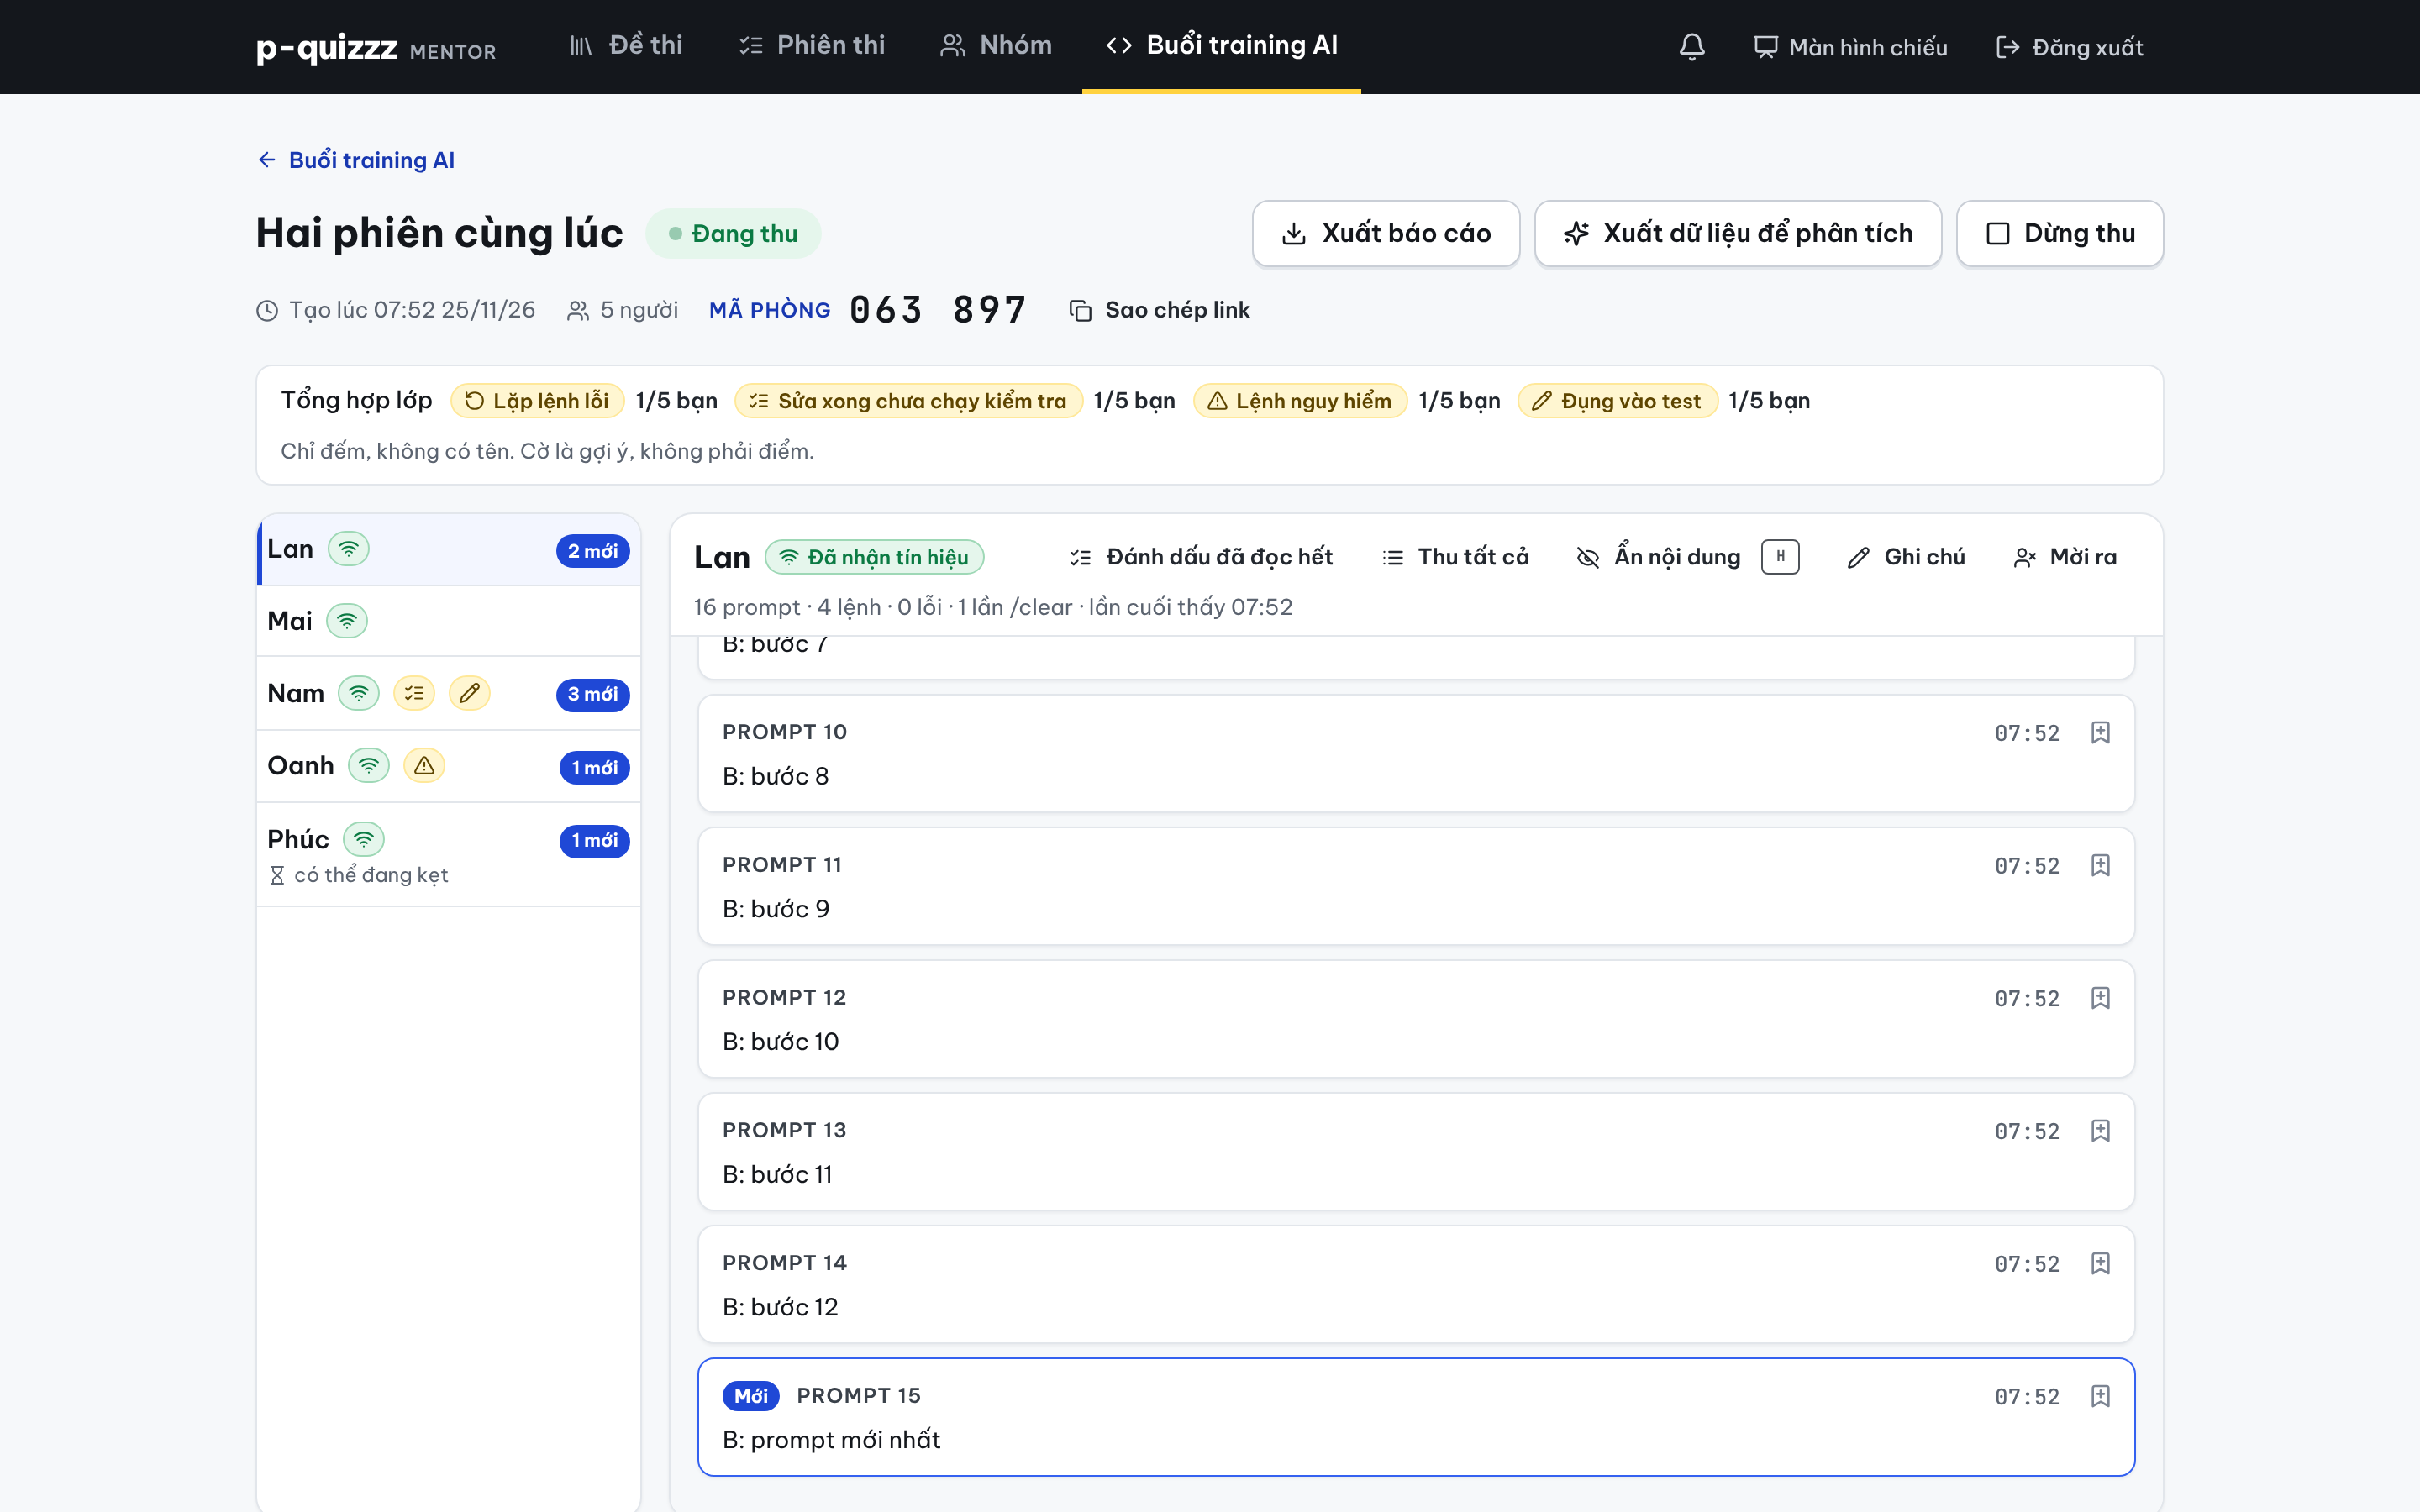 p-quizzz MENTOR Đề thi Phiên thi Nhóm Buổi training AI Màn hình chiếu Đăng xuất
Buổi training AI
Hai phiên cùng lúc Đang thu Xuất báo cáo Xuất dữ liệu để phân tích Dừng thu
Tạo lúc 07:52 25/11/26 5 người MÃ PHÒNG 063 897 Sao chép link
Tổng hợp lớp Lặp lệnh lỗi 1/5 bạn Sửa xong chưa chạy kiểm tra 1/5 bạn Lệnh nguy hiểm 1/5 bạn Đụng vào test 1/5 bạn
Chỉ đếm, không có tên. Cờ là gợi ý, không phải điểm.
Lan 2 mới
Mai
Nam 3 mới
Oanh 1 mới
Phúc 1 mới
có thể đang kẹt
Lan Đã nhận tín hiệu Đánh dấu đã đọc hết Thu tất cả Ẩn nội dung H Ghi chú Mời ra
16 prompt · 4 lệnh · 0 lỗi · 1 lần /clear · lần cuối thấy 07:52
B: bước 7
PROMPT 10 07:52
B: bước 8
PROMPT 11 07:52
B: bước 9
PROMPT 12 07:52
B: bước 10
PROMPT 13 07:52
B: bước 11
PROMPT 14 07:52
B: bước 12
Mới PROMPT 15 07:52
B: prompt mới nhất